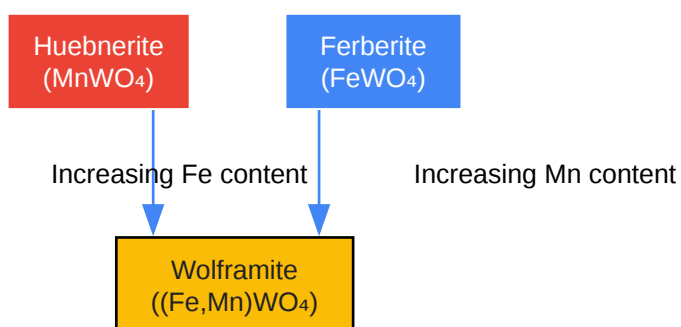 Huebnerite
(MnWO₄)
Ferberite
(FeWO₄)
Increasing Fe content
Increasing Mn content
Wolframite
((Fe,Mn)WO₄)